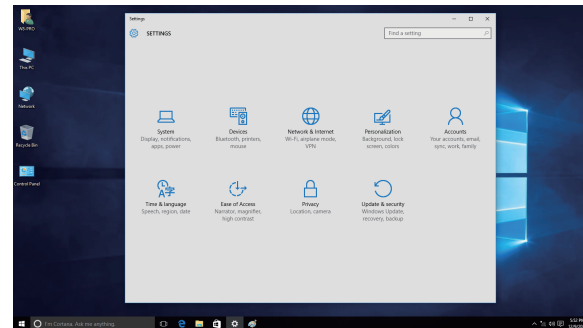 WS-PRO
This PC
Network
Recycle Bin
Control Panel
Settings
SETTINGS
Find a setting
System
Display, notifications,
apps, power
Devices
Bluetooth, printers,
mouse
Network & Internet
Wi-Fi, airplane mode,
VPN
Personalization
Background, lock
screen, colors
Accounts
Your accounts, email,
sync, work, family
Time & language
Speech, region, date
Ease of Access
Narrator, magnifier,
high contrast
Privacy
Location, camera
Update & security
Windows Update,
recovery, backup
I'm Cortana. Ask me anything.
5:52 PM